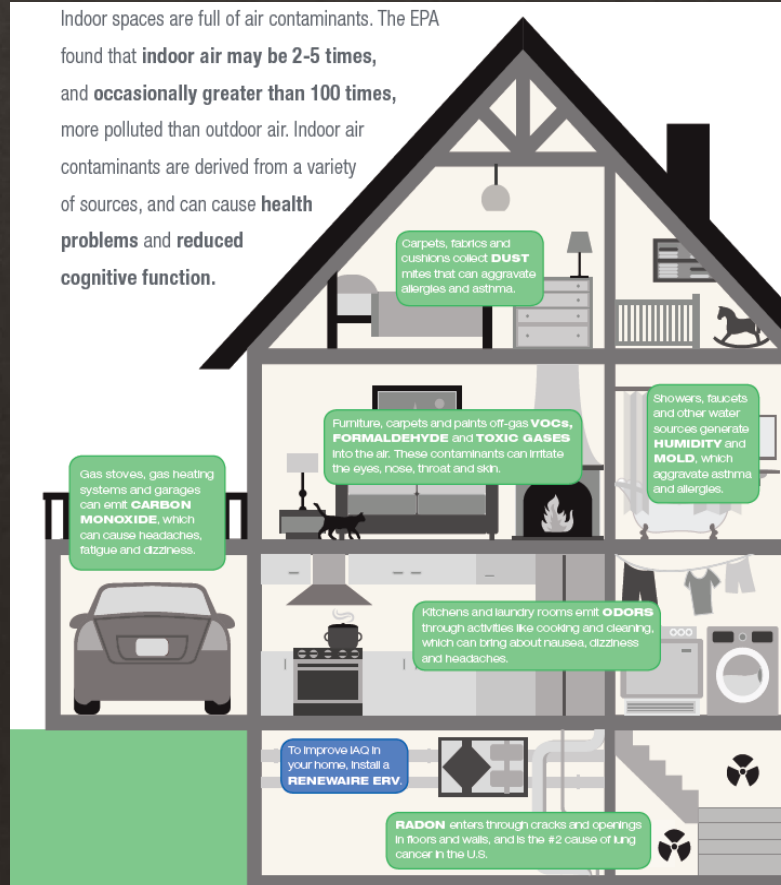 Indoor spaces are full of air contaminants. The EPA
found that indoor air may be 2-5 times,
and occasionally greater than 100 times,
more polluted than outdoor air. Indoor air
contaminants are derived from a variety
of sources, and can cause health
problems and reduced
cognitive function.
Carpets, fabrics and
cushions collect DUST
mites that can aggravate
allergies and asthma.
Furniture, carpets and paints off-gas VOCs,
FORMALDEHYDE and TOXIC GASES
into the air. These contaminants can irritate
the eyes, nose, throat and skin.
Showers, faucets
and other water
sources generate
HUMIDITY and
MOLD, which
aggravate asthma
and allergies.
Gas stoves, gas heating
systems and garages
can emit CARBON
MONOXIDE, which
can cause headaches,
fatigue and dizziness.
Kitchens and laundry rooms emit ODORS
through activities like cooking and cleaning,
which can bring about nausea, dizziness
and headaches.
To improve IAQ in
your home, install a
RENEWAIRE ERV.
RADON enters through cracks and openings
in floors and walls, and is the #2 cause of lung
cancer in the U.S.